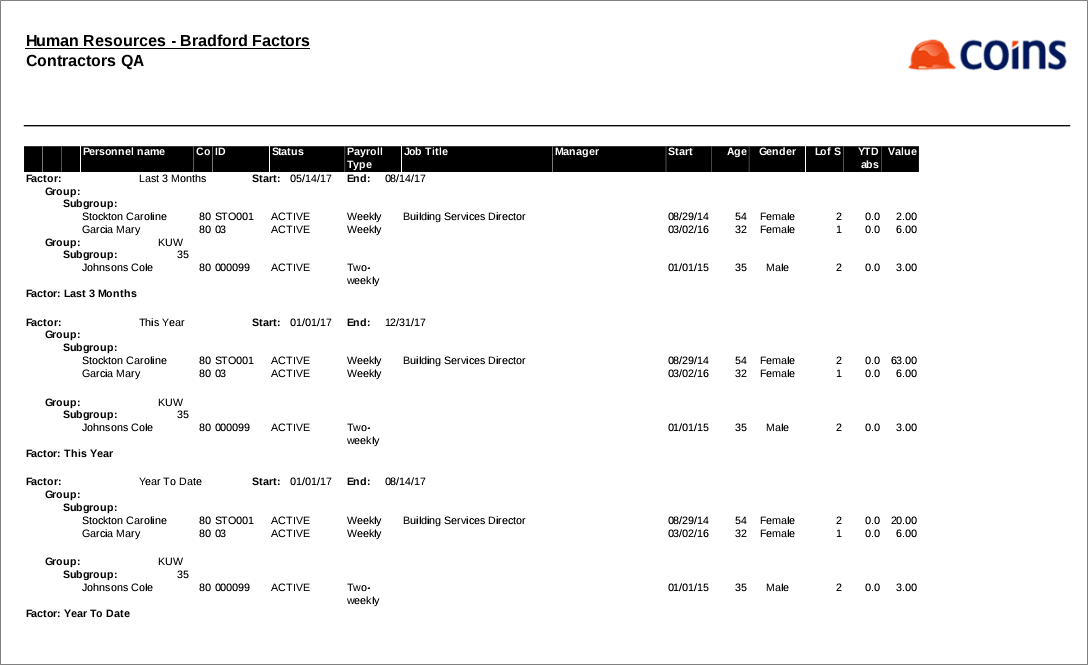 Human Resources - Bradford Factors
Contractors QA
coins
Personnel name Co ID Status Payroll Type Job Title Manager Start Age Gender Lof S YTD abs Value
Factor: Last 3 Months Start: 05/14/17 End: 08/14/17
Group:
Subgroup:
Stockton Caroline 80 STO001 ACTIVE Weekly Building Services Director 08/29/14 54 Female 2 0.0 2.00
Garcia Mary 80 03 ACTIVE Weekly 03/02/16 32 Female 1 0.0 6.00
Group: KUW
Subgroup: 35
Johnsons Cole 80 000099 ACTIVE Two- 01/01/15 35 Male 2 0.0 3.00
weekly
Factor: Last 3 Months
Factor: This Year Start: 01/01/17 End: 12/31/17
Group:
Subgroup:
Stockton Caroline 80 STO001 ACTIVE Weekly Building Services Director 08/29/14 54 Female 2 0.0 63.00
Garcia Mary 80 03 ACTIVE Weekly 03/02/16 32 Female 1 0.0 6.00
Group: KUW
Subgroup: 35
Johnsons Cole 80 000099 ACTIVE Two- 01/01/15 35 Male 2 0.0 3.00
weekly
Factor: This Year
Factor: Year To Date Start: 01/01/17 End: 08/14/17
Group:
Subgroup:
Stockton Caroline 80 STO001 ACTIVE Weekly Building Services Director 08/29/14 54 Female 2 0.0 20.00
Garcia Mary 80 03 ACTIVE Weekly 03/02/16 32 Female 1 0.0 6.00
Group: KUW
Subgroup: 35
Johnsons Cole 80 000099 ACTIVE Two- 01/01/15 35 Male 2 0.0 3.00
weekly
Factor: Year To Date